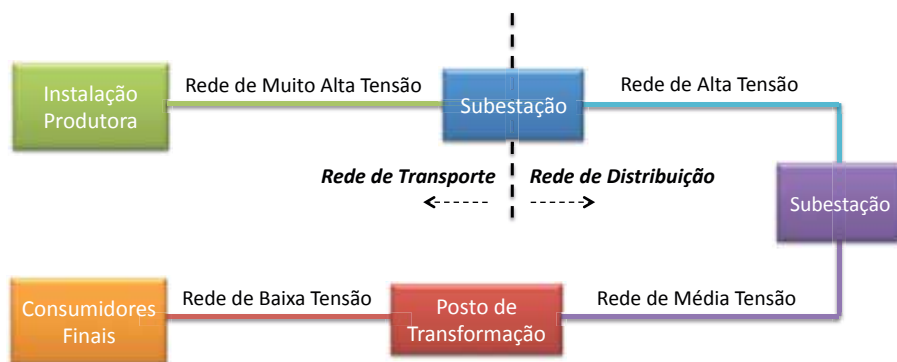 Instalação
Produtora
Rede de Muito Alta Tensão
Subestação
Rede de Alta Tensão
Rede de Transporte
Rede de Distribuição
Subestação
Consumidores
Finais
Rede de Baixa Tensão
Posto de
Transformação
Rede de Média Tensão